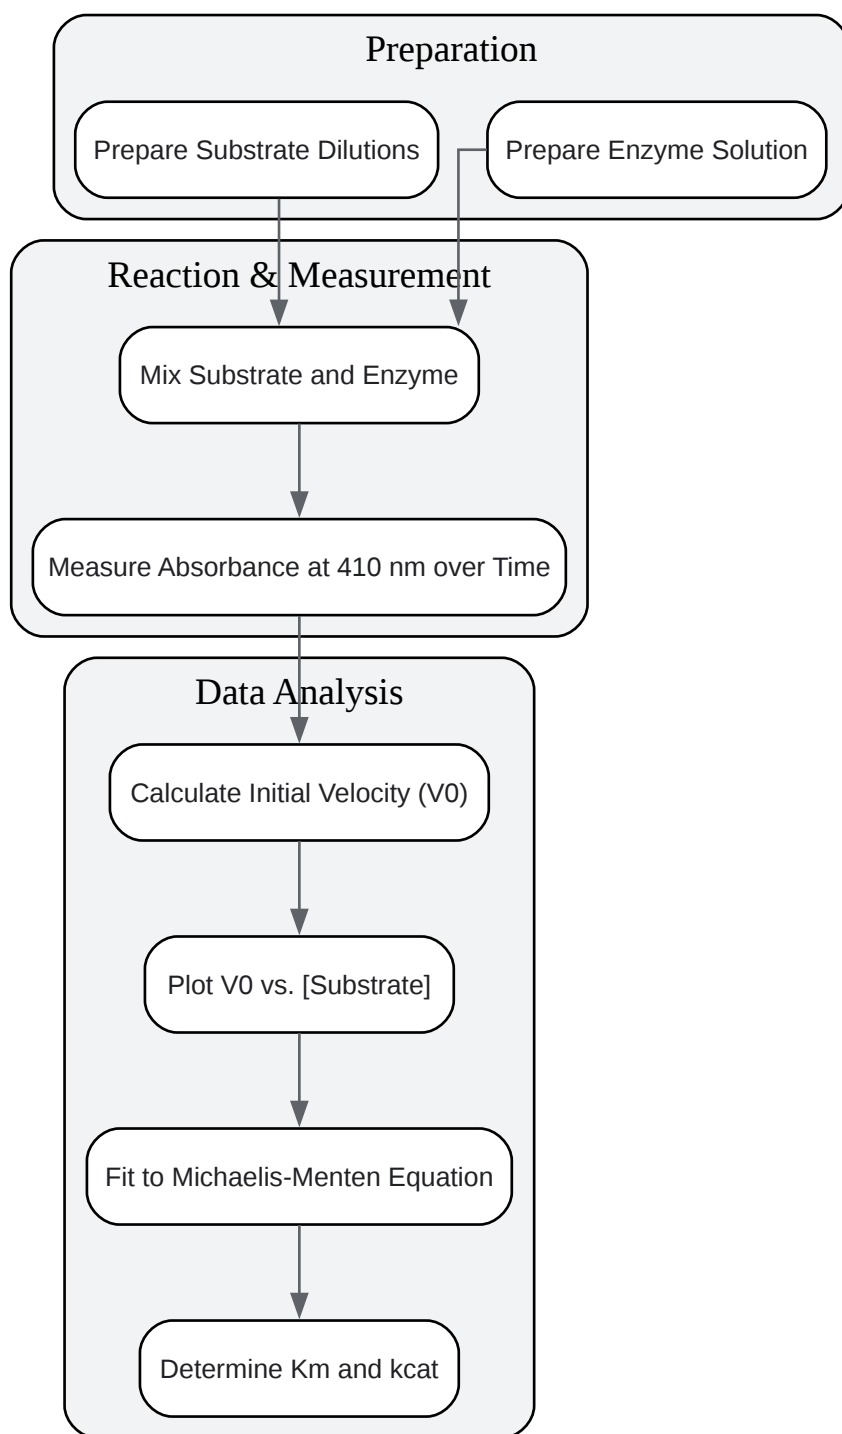 Preparation
Prepare Substrate Dilutions
Prepare Enzyme Solution
Reaction & Measurement
Mix Substrate and Enzyme
Measure Absorbance at 410 nm over Time
Data Analysis
Calculate Initial Velocity (V0)
Plot V0 vs. [Substrate]
Fit to Michaelis-Menten Equation
Determine Km and kcat